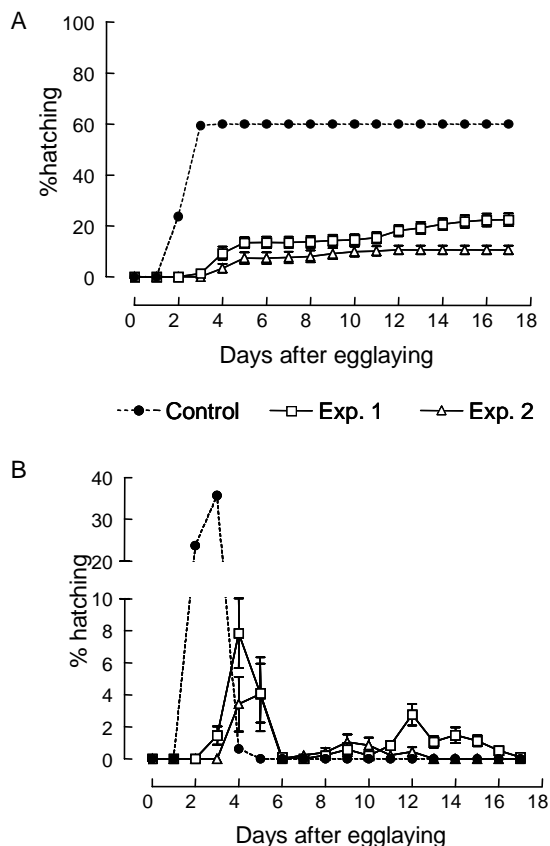 A
%hatching
100
80
60
40
20
0
0 2 4 6 8 10 12 14 16 18
Days after egglaying
Control Exp. 1 Exp. 2
B
% hatching
40
30
20
10
8
6
4
2
0
0 2 4 6 8 10 12 14 16 18
Days after egglaying